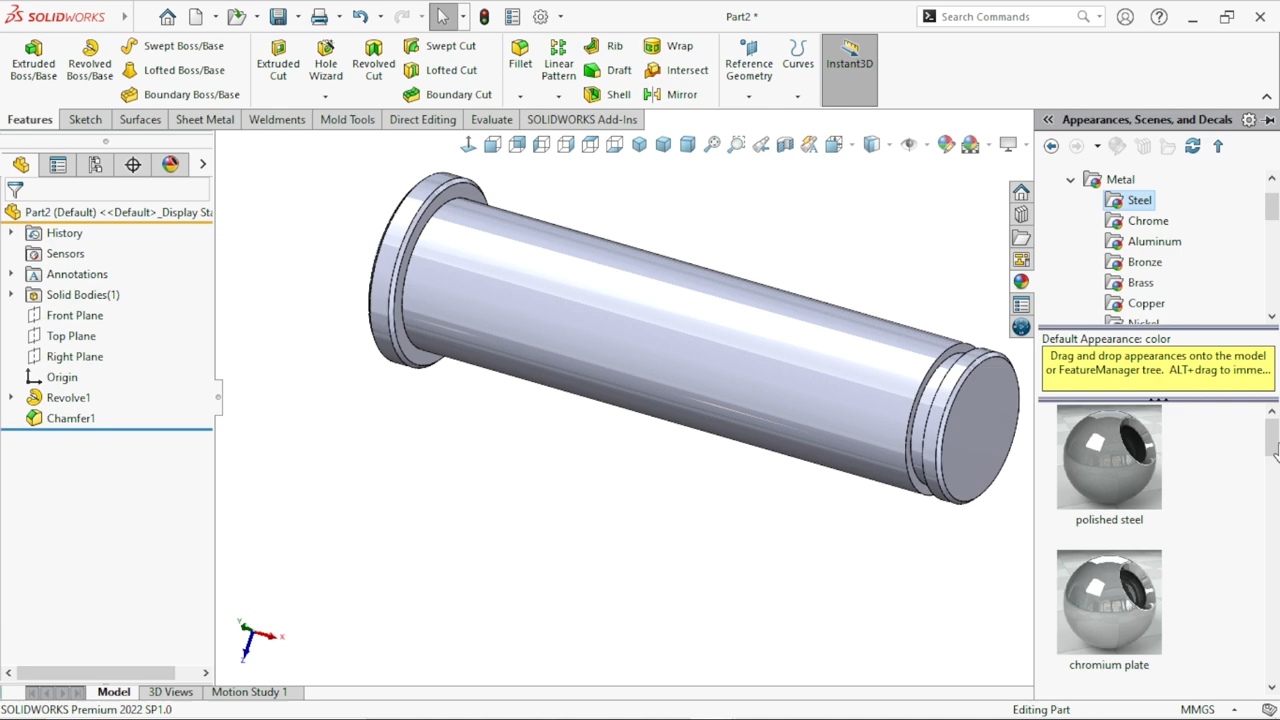 SOLIDWORKS
Part2 *
Search Commands
Extruded Boss/Base
Revolved Boss/Base
Swept Boss/Base
Lofted Boss/Base
Boundary Boss/Base
Extruded Cut
Hole Wizard
Revolved Cut
Swept Cut
Lofted Cut
Boundary Cut
Fillet
Linear Pattern
Rib
Draft
Shell
Wrap
Intersect
Mirror
Reference Geometry
Curves
Instant3D
Features
Sketch
Surfaces
Sheet Metal
Weldments
Mold Tools
Direct Editing
Evaluate
SOLIDWORKS Add-Ins
Part2 (Default) <<Default>_Display Sta
History
Sensors
Annotations
Solid Bodies(1)
Front Plane
Top Plane
Right Plane
Origin
Revolve1
Chamfer1
Y
X
Z
Appearances, Scenes, and Decals
Metal
Steel
Chrome
Aluminum
Bronze
Brass
Copper
Default Appearance: color
Drag and drop appearances onto the model
or FeatureManager tree. ALT+drag to imme...
polished steel
chromium plate
Model
3D Views
Motion Study 1
SOLIDWORKS Premium 2022 SP1.0
Editing Part
MMGS